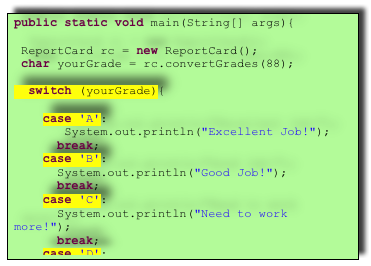 public static void main(String[] args){
ReportCard rc = new ReportCard();
char yourGrade = rc.convertGrades(88);
switch (yourGrade){
case 'A':
System.out.println("Excellent Job!");
break;
case 'B':
System.out.println("Good Job!");
break;
case 'C':
System.out.println("Need to work
more!");
break;
case 'D':